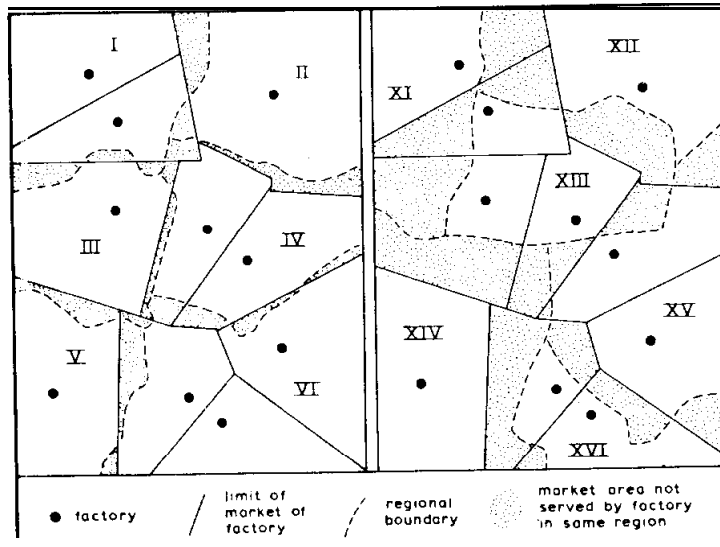 I
II
III
IV
V
VI
XI
XII
XIII
XIV
XV
XVI
factory
limit of
market of
factory
regional
boundary
market area not
served by factory
in same region